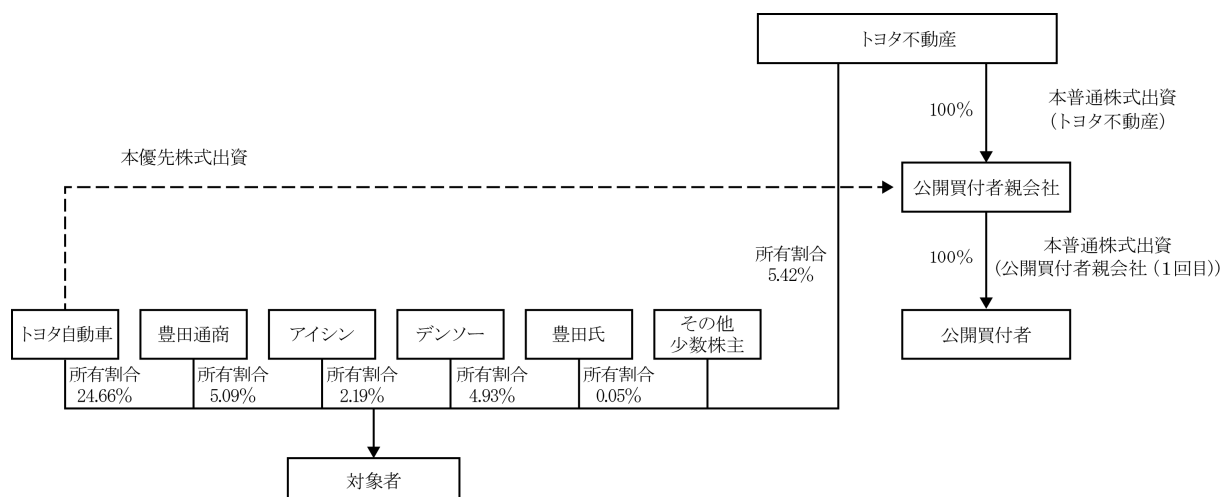 トヨタ不動産
100%
本普通株式出資
(トヨタ不動産)
本優先株式出資
公開買付者親会社
所有割合
5.42%
100%
本普通株式出資
(公開買付者親会社(1回目))
トヨタ自動車
豊田通商
アイシン
デンソー
豊田氏
その他
少数株主
公開買付者
所有割合
24.66%
所有割合
5.09%
所有割合
2.19%
所有割合
4.93%
所有割合
0.05%
対象者